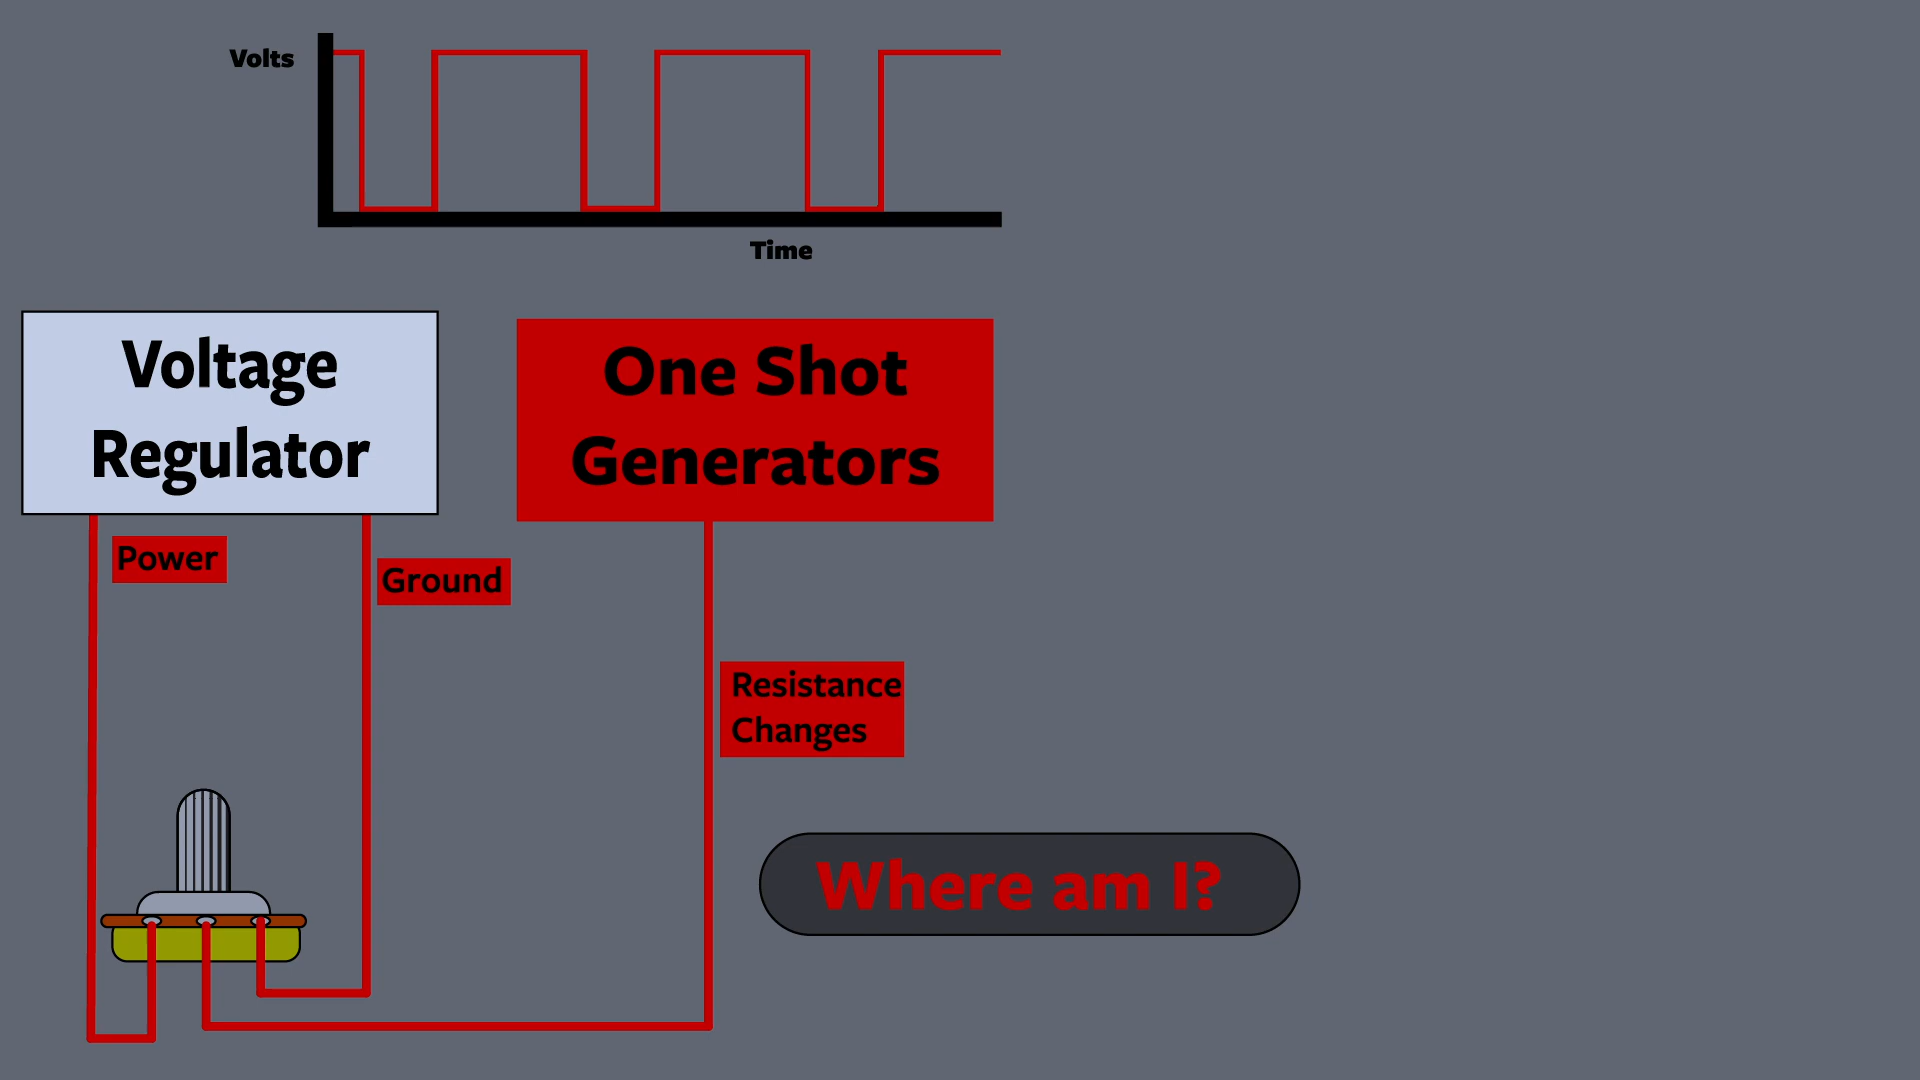 Volts
Time
Voltage
Regulator
One Shot
Generators
Power
Ground
Resistance
Changes
Where am I?